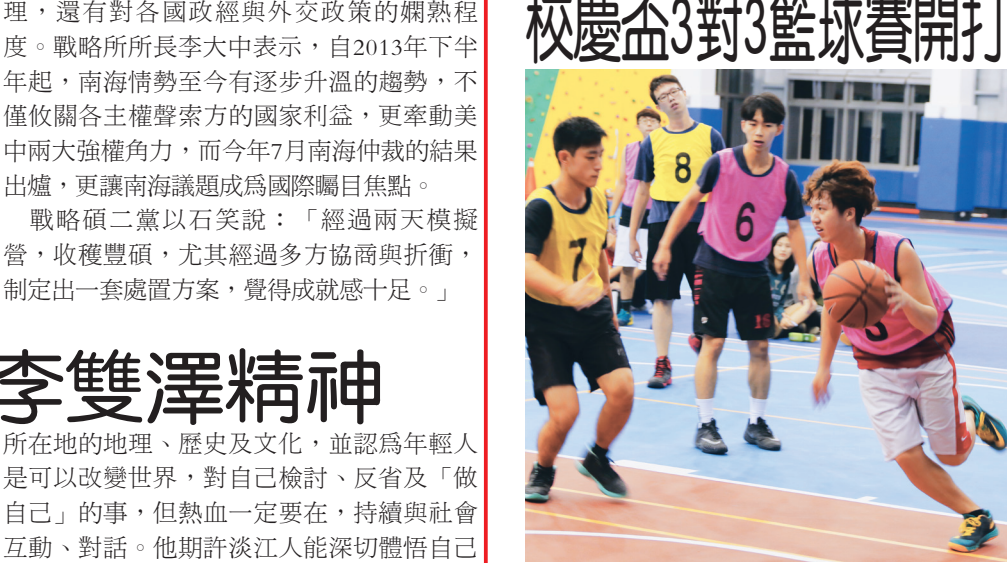 理，還有對各國政經與外交政策的嫻熟程
度。戰略所所長李大中表示，自2013年下半
年起，南海情勢至今有逐步升溫的趨勢，不
僅攸關各主權聲索方的國家利益，更牽動美
中兩大強權角力，而今年7月南海仲裁的結果
出爐，更讓南海議題成為國際矚目焦點。
戰略碩二黨以石笑說：「經過兩天模擬
營，收穫豐碩，尤其經過多方協商與折衝，
制定出一套處置方案，覺得成就感十足。」
李雙澤精神
所在地的地理、歷史及文化，並認為年輕人
是可以改變世界，對自己檢討、反省及「做
自己」的事，但熱血一定要在，持續與社會
互動、對話。他期許淡江人能深切體悟自己
校慶盃3對3籃球賽開打
7
8
6
16